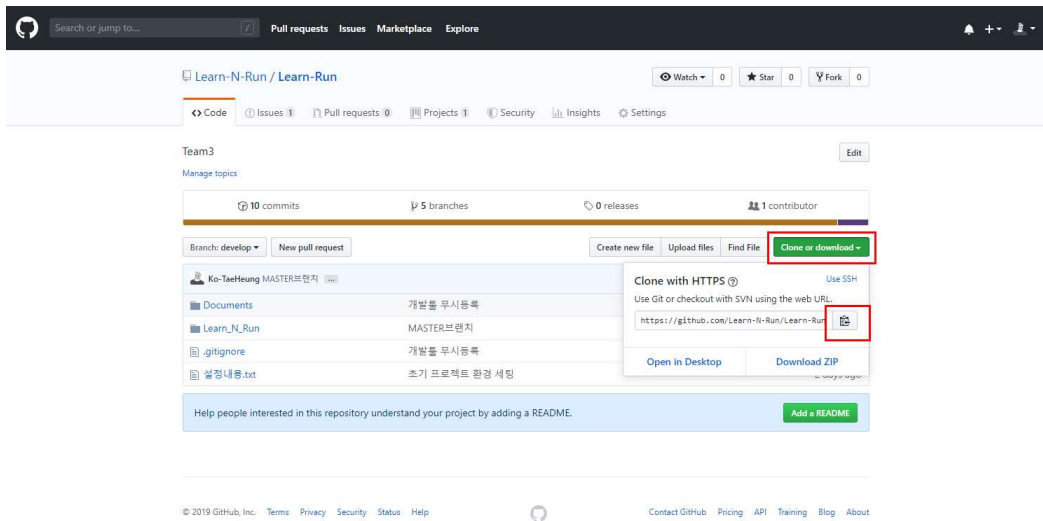 Search or jump to... / Pull requests Issues Marketplace Explore
Learn-N-Run / Learn-Run Watch 0 Star 0 Fork 0
Code Issues 1 Pull requests 0 Projects 1 Security Insights Settings
Team3 Edit
Manage topics
10 commits 5 branches 0 releases 1 contributor
Branch: develop New pull request Create new file Upload files Find File Clone or download
Ko-TaeHeung MASTER브랜치 ...
Clone with HTTPS Use SSH
Use Git or checkout with SVN using the web URL.
https://github.com/Learn-N-Run/Learn-Run
Open in Desktop Download ZIP
Documents 개발툴 무시등록
Learn_N_Run MASTER브랜치
.gitignore 개발툴 무시등록
설정내용.txt 초기 프로젝트 환경 세팅 2 days ago
Help people interested in this repository understand your project by adding a README. Add a README
© 2019 GitHub, Inc. Terms Privacy Security Status Help Contact GitHub Pricing API Training Blog About